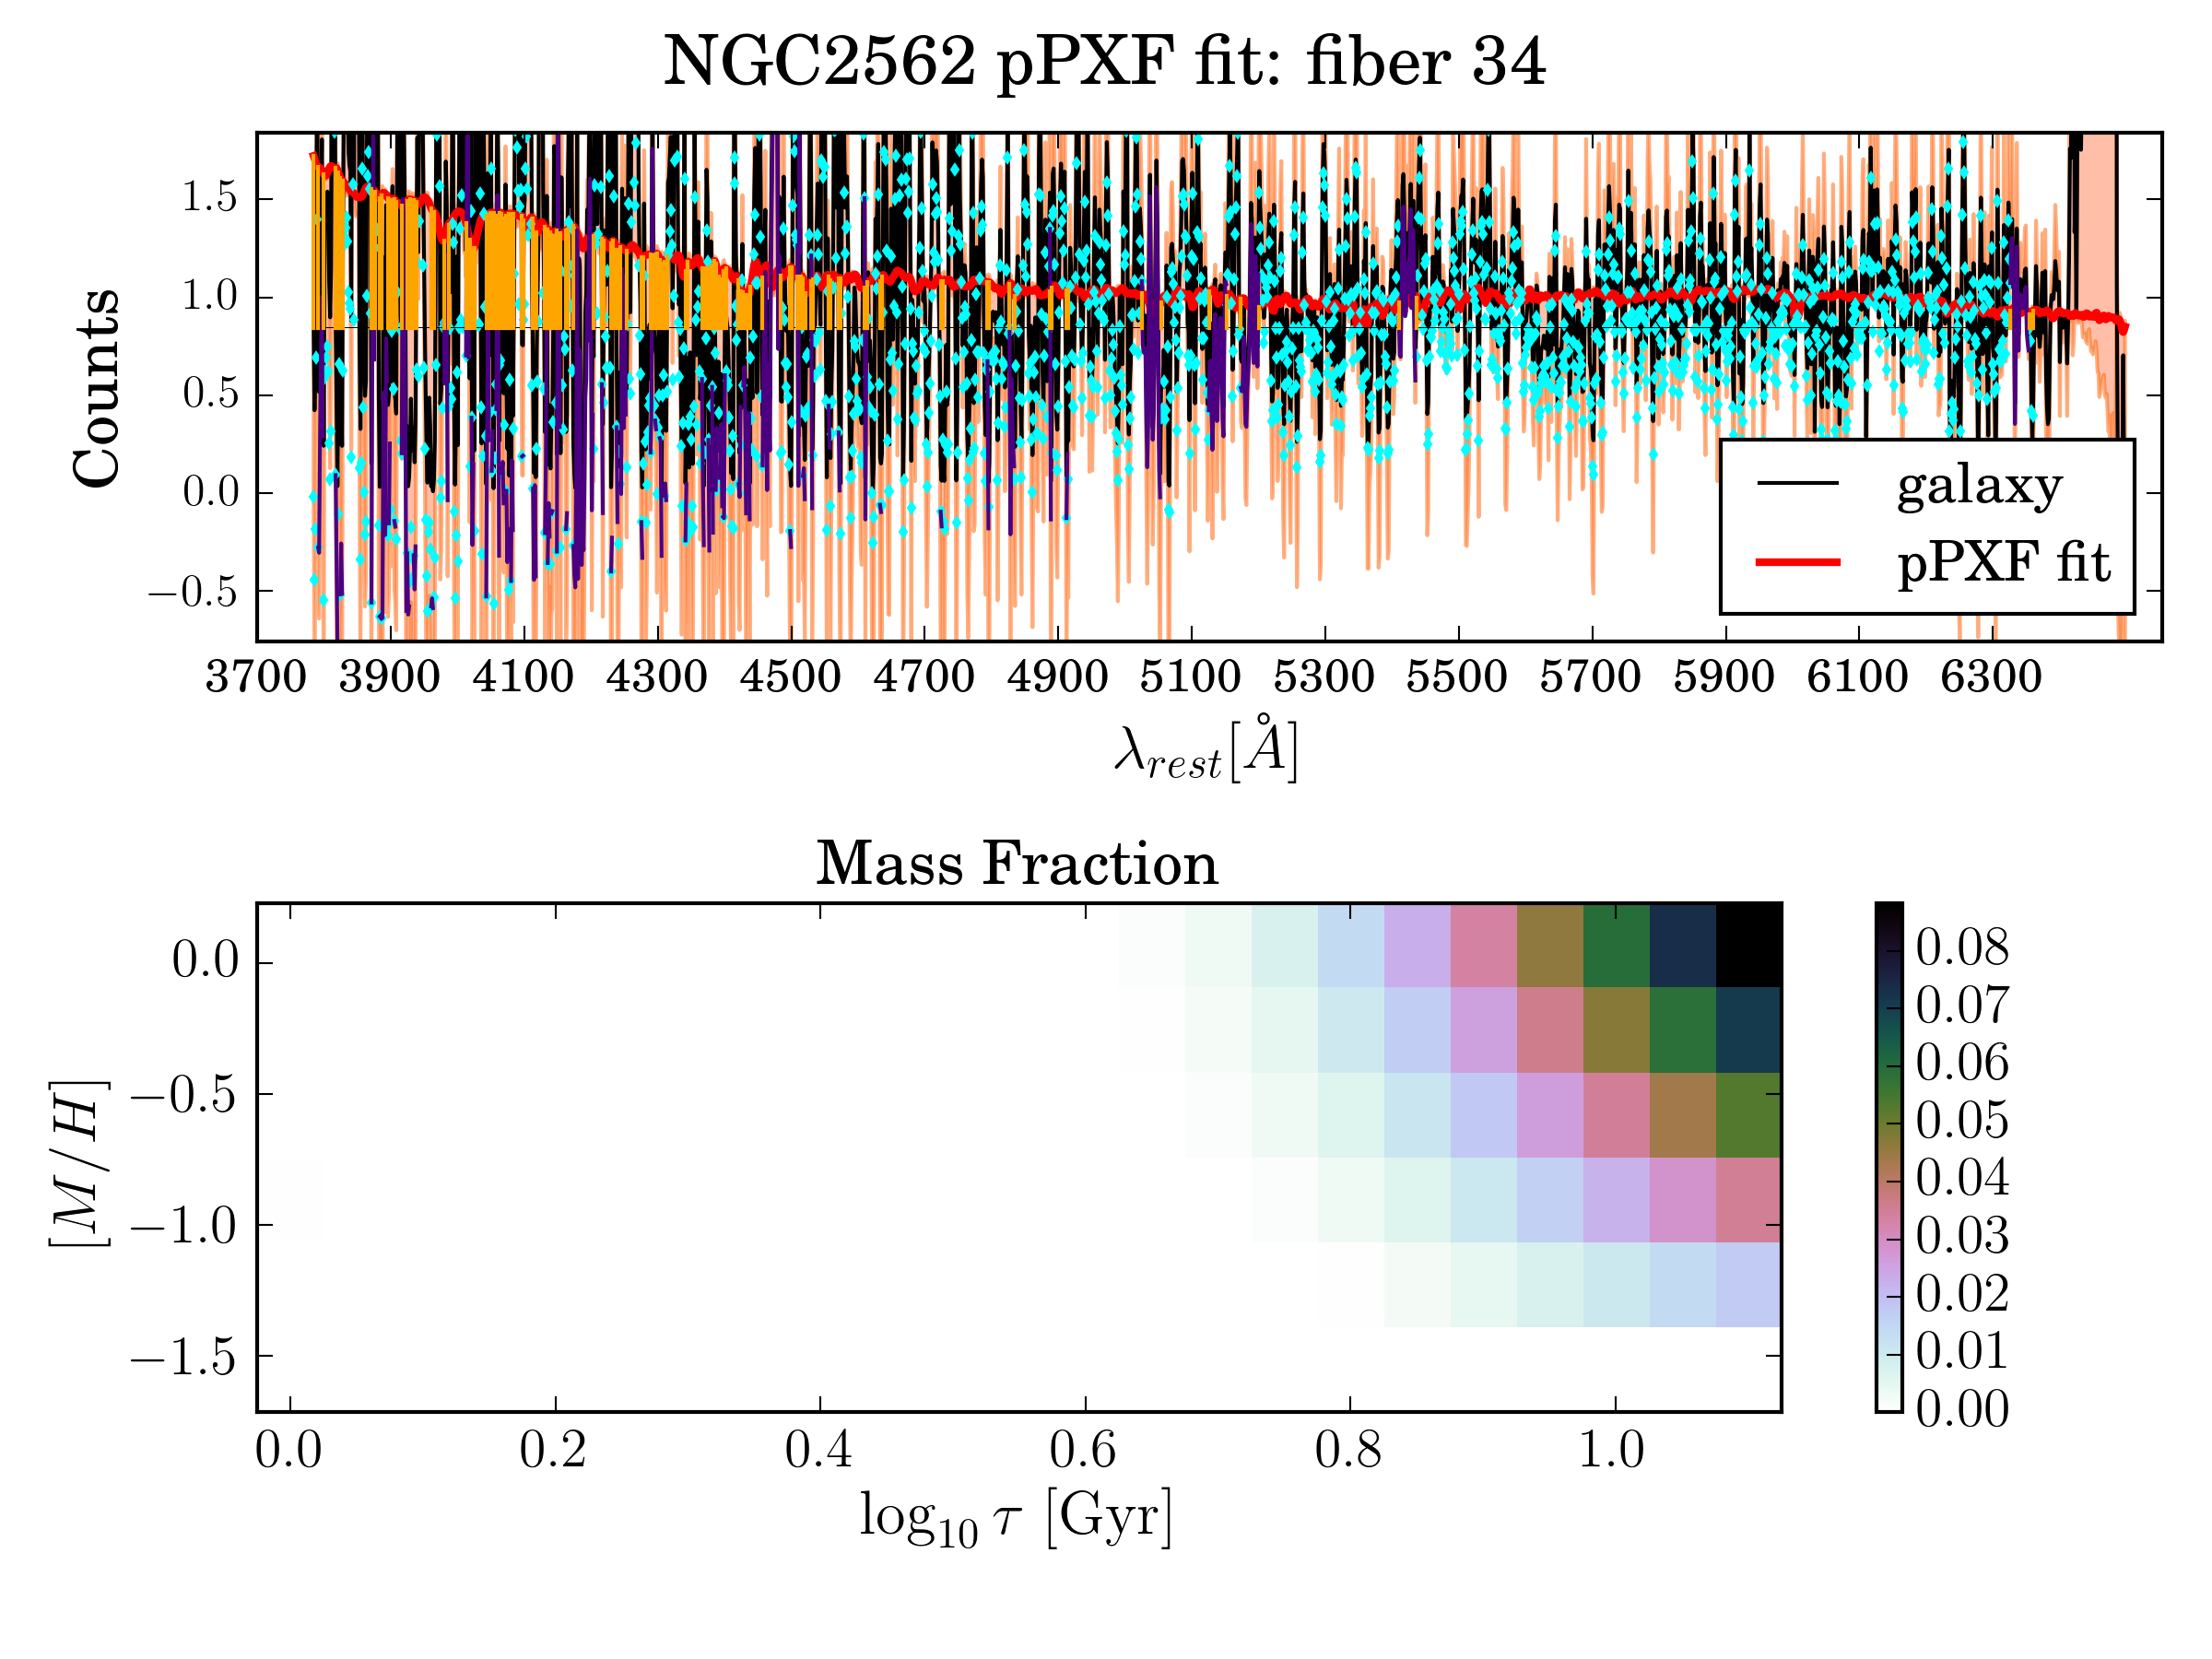 NGC2562 pPXF fit: fiber 34
Counts
1.5
1.0
0.5
0.0
−0.5
galaxy
pPXF fit
3700 3900 4100 4300 4500 4700 4900 5100 5300 5500 5700 5900 6100 6300
λrest[Å]
Mass Fraction
[M/H]
0.0
−0.5
−1.0
−1.5
0.0 0.2 0.4 0.6 0.8 1.0
log10 τ [Gyr]
0.08
0.07
0.06
0.05
0.04
0.03
0.02
0.01
0.00